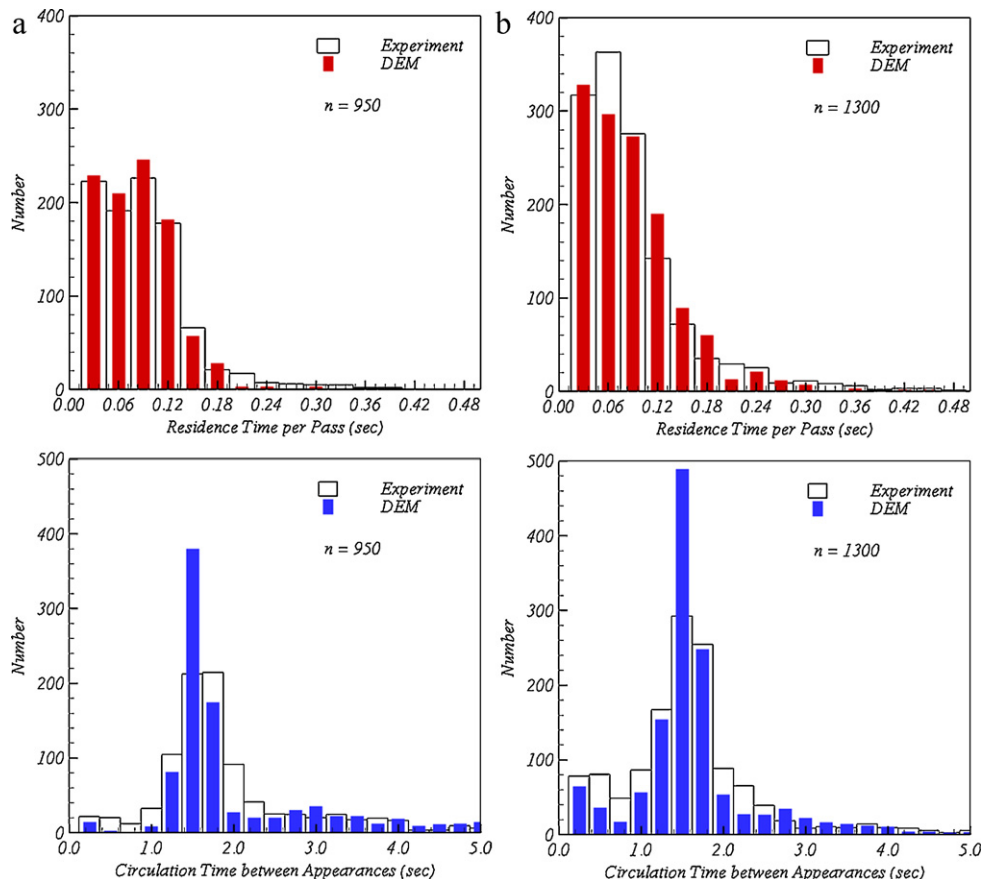 a
400
300
200
100
0
Number
Experiment
DEM
n = 950
0.00 0.06 0.12 0.18 0.24 0.30 0.36 0.42 0.48
Residence Time per Pass (sec)
b
400
300
200
100
0
Number
Experiment
DEM
n = 1300
0.00 0.06 0.12 0.18 0.24 0.30 0.36 0.42 0.48
Residence Time per Pass (sec)
500
400
300
200
100
0
Number
Experiment
DEM
n = 950
0.0 1.0 2.0 3.0 4.0 5.0
Circulation Time between Appearances (sec)
500
400
300
200
100
0
Number
Experiment
DEM
n = 1300
0.0 1.0 2.0 3.0 4.0 5.0
Circulation Time between Appearances (sec)